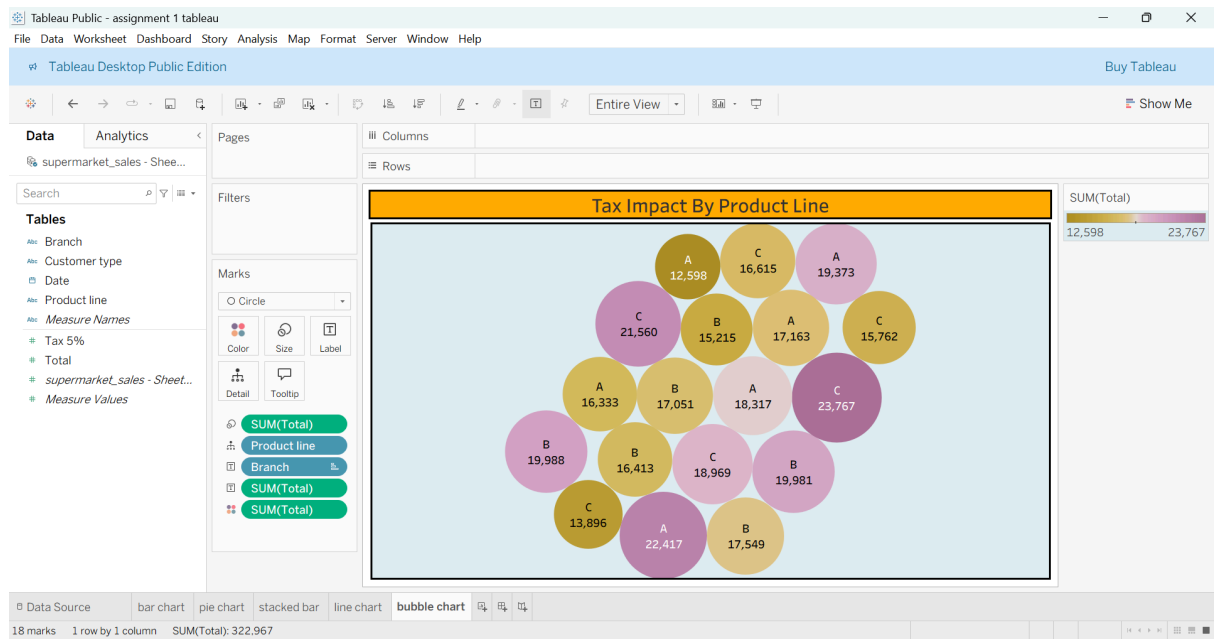 Tableau Public - assignment 1 tableau
File Data Worksheet Dashboard Story Analysis Map Format Server Window Help
Tableau Desktop Public Edition
Buy Tableau
Entire View
Show Me
Data Analytics
supermarket_sales - Shee...
Search
Tables
Abc Branch
Abc Customer type
Date
Abc Product line
Abc Measure Names
# Tax 5%
# Total
# supermarket_sales - Sheet...
# Measure Values
Pages
Filters
Marks
Circle
Color Size Label
Detail Tooltip
SUM(Total)
Product line
Branch
SUM(Total)
SUM(Total)
Columns
Rows
Tax Impact By Product Line
A
12,598
C
16,615
A
19,373
C
21,560
B
15,215
A
17,163
C
15,762
A
16,333
B
17,051
A
18,317
C
23,767
B
19,988
B
16,413
C
18,969
B
19,981
C
13,896
A
22,417
B
17,549
SUM(Total)
12,598 23,767
Data Source bar chart pie chart stacked bar line chart bubble chart
18 marks 1 row by 1 column SUM(Total): 322,967